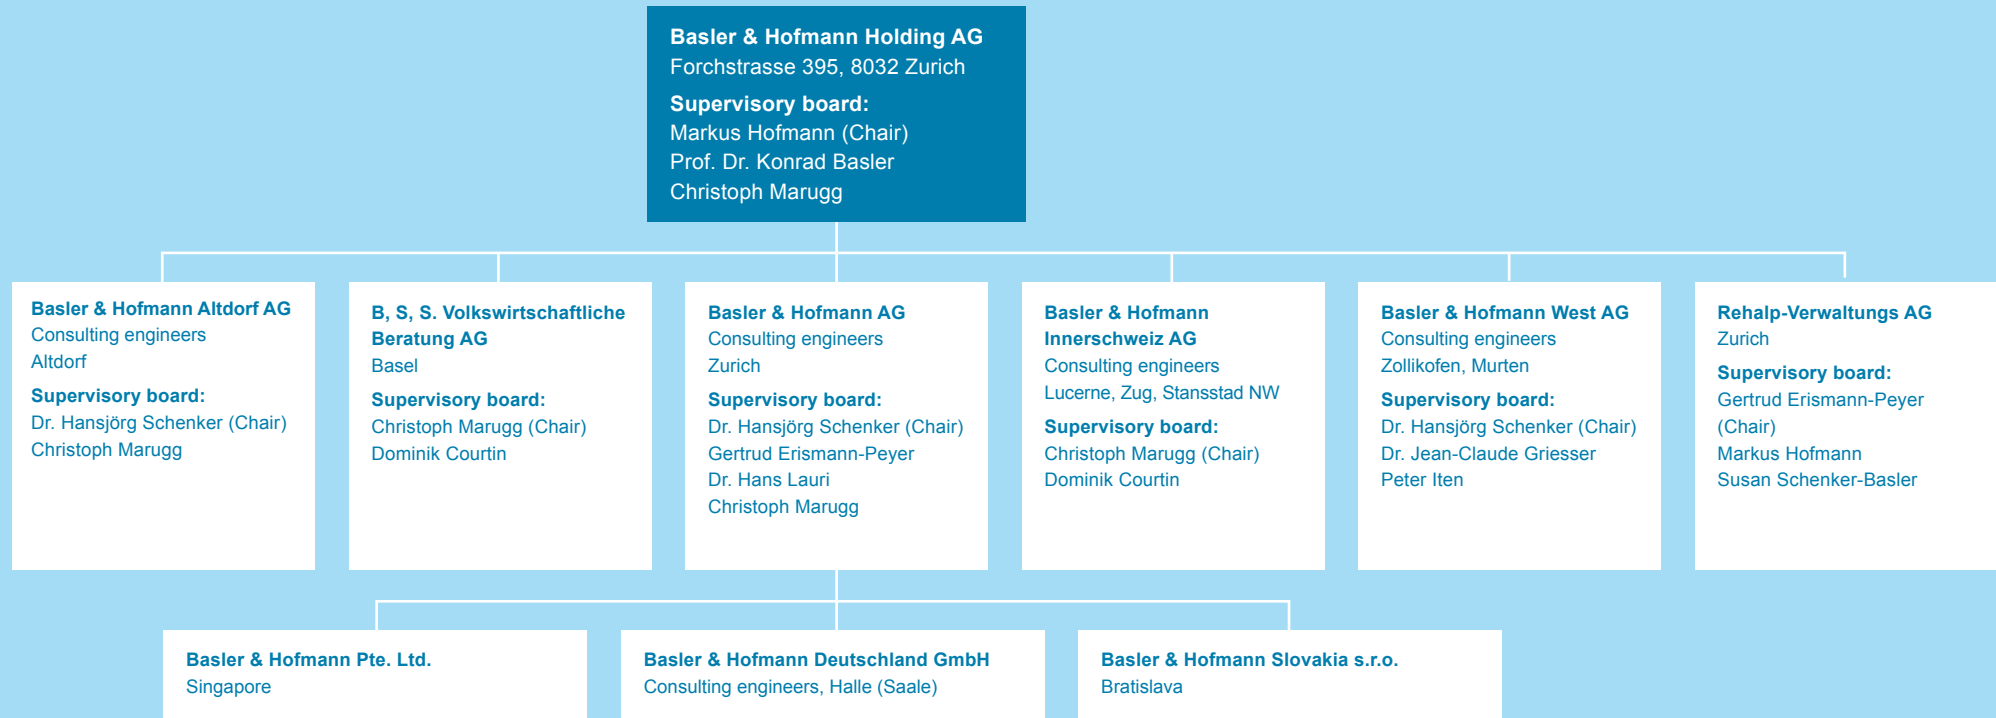 Basler & Hofmann Holding AG
Forchstrasse 395, 8032 Zurich
Supervisory board:
Markus Hofmann (Chair)
Prof. Dr. Konrad Basler
Christoph Marugg
Basler & Hofmann Altdorf AG
Consulting engineers
Altdorf
Supervisory board:
Dr. Hansjörg Schenker (Chair)
Christoph Marugg
B, S, S. Volkswirtschaftliche
Beratung AG
Basel
Supervisory board:
Christoph Marugg (Chair)
Dominik Courtin
Basler & Hofmann AG
Consulting engineers
Zurich
Supervisory board:
Dr. Hansjörg Schenker (Chair)
Gertrud Erismann-Peyer
Dr. Hans Lauri
Christoph Marugg
Basler & Hofmann
Innerschweiz AG
Consulting engineers
Lucerne, Zug, Stansstad NW
Supervisory board:
Christoph Marugg (Chair)
Dominik Courtin
Basler & Hofmann West AG
Consulting engineers
Zollikofen, Murten
Supervisory board:
Dr. Hansjörg Schenker (Chair)
Dr. Jean-Claude Griesser
Peter Iten
Rehalp-Verwaltungs AG
Zurich
Supervisory board:
Gertrud Erismann-Peyer
(Chair)
Markus Hofmann
Susan Schenker-Basler
Basler & Hofmann Pte. Ltd.
Singapore
Basler & Hofmann Deutschland GmbH
Consulting engineers, Halle (Saale)
Basler & Hofmann Slovakia s.r.o.
Bratislava